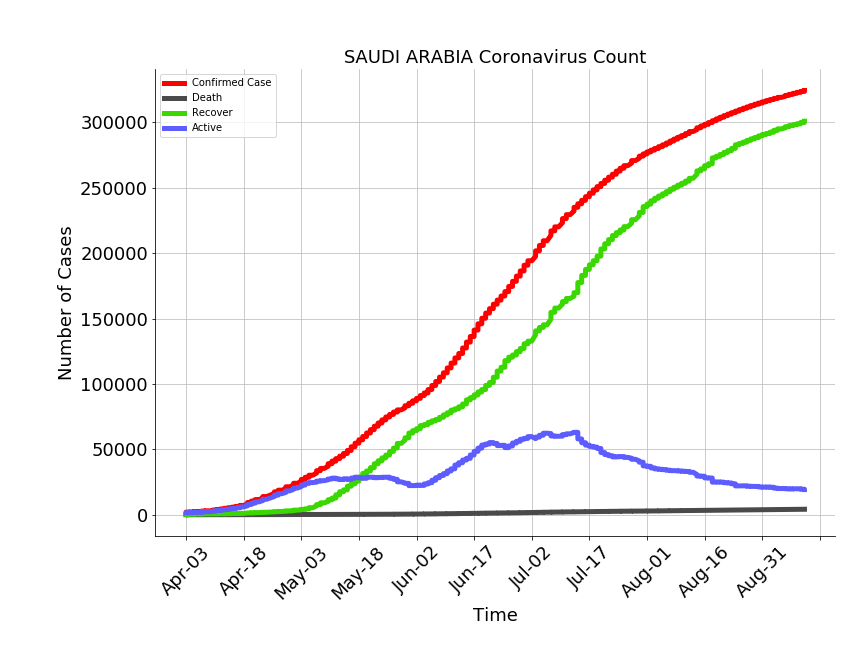 SAUDI ARABIA Coronavirus Count
Confirmed Case
Death
Recover
Active
Number of Cases
300000
250000
200000
150000
100000
50000
0
Apr-03
Apr-18
May-03
May-18
Jun-02
Jun-17
Jul-02
Jul-17
Aug-01
Aug-16
Aug-31
Time